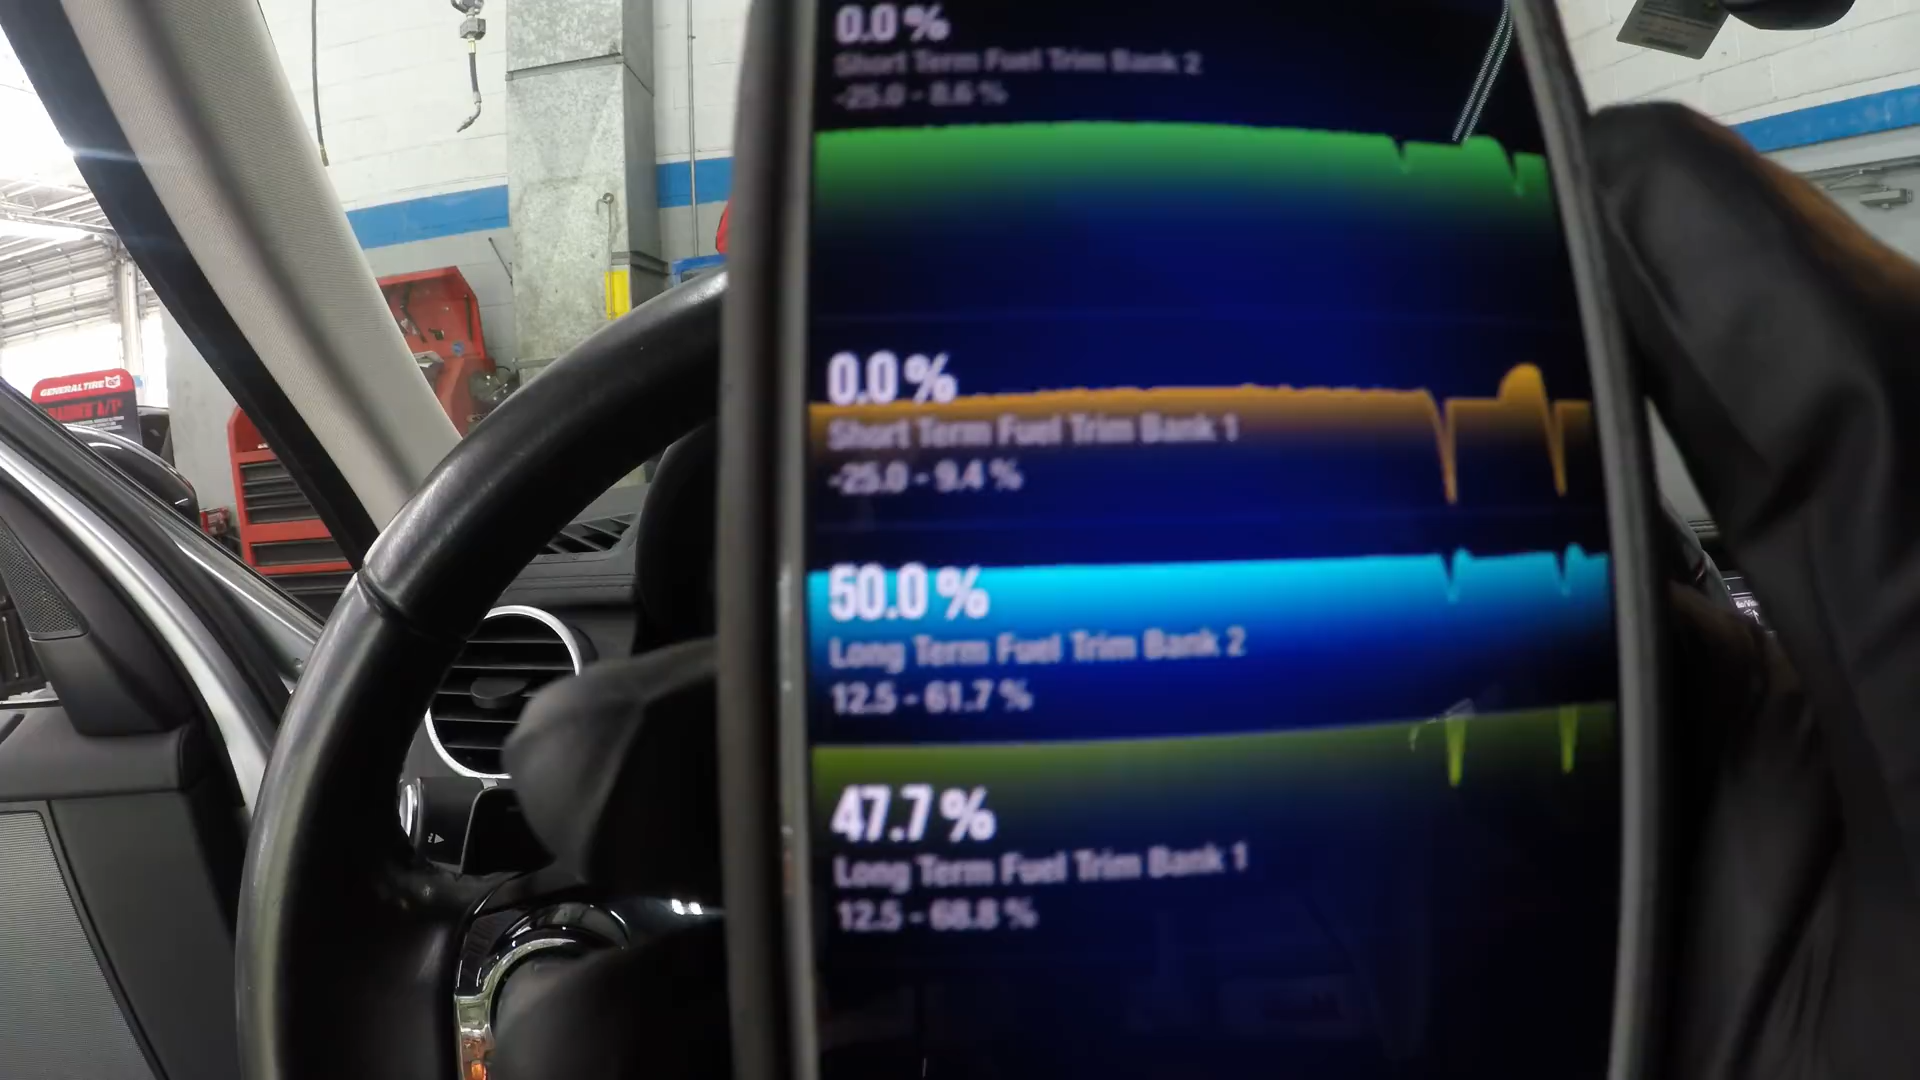 0.0 %
Short Term Fuel Trim Bank 2
-25.0 - 8.6 %
0.0 %
Short Term Fuel Trim Bank 1
-25.0 - 9.4 %
50.0 %
Long Term Fuel Trim Bank 2
12.5 - 61.7 %
47.7 %
Long Term Fuel Trim Bank 1
12.5 - 68.8 %
GENERAL TIRE